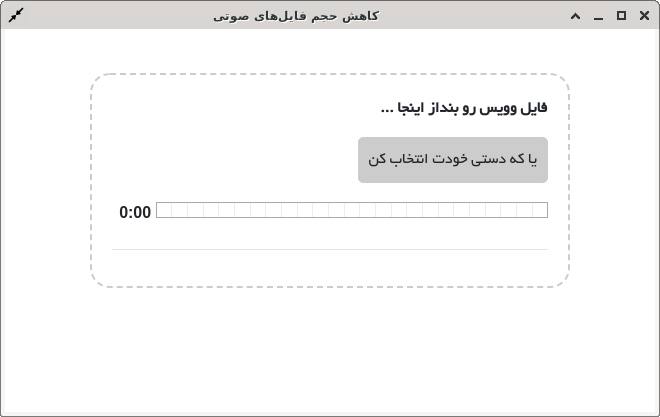 کاهش حجم فایل‌های صوتی
فایل وویس رو بنداز اینجا ...
یا که دستی خودت انتخاب کن
0:00